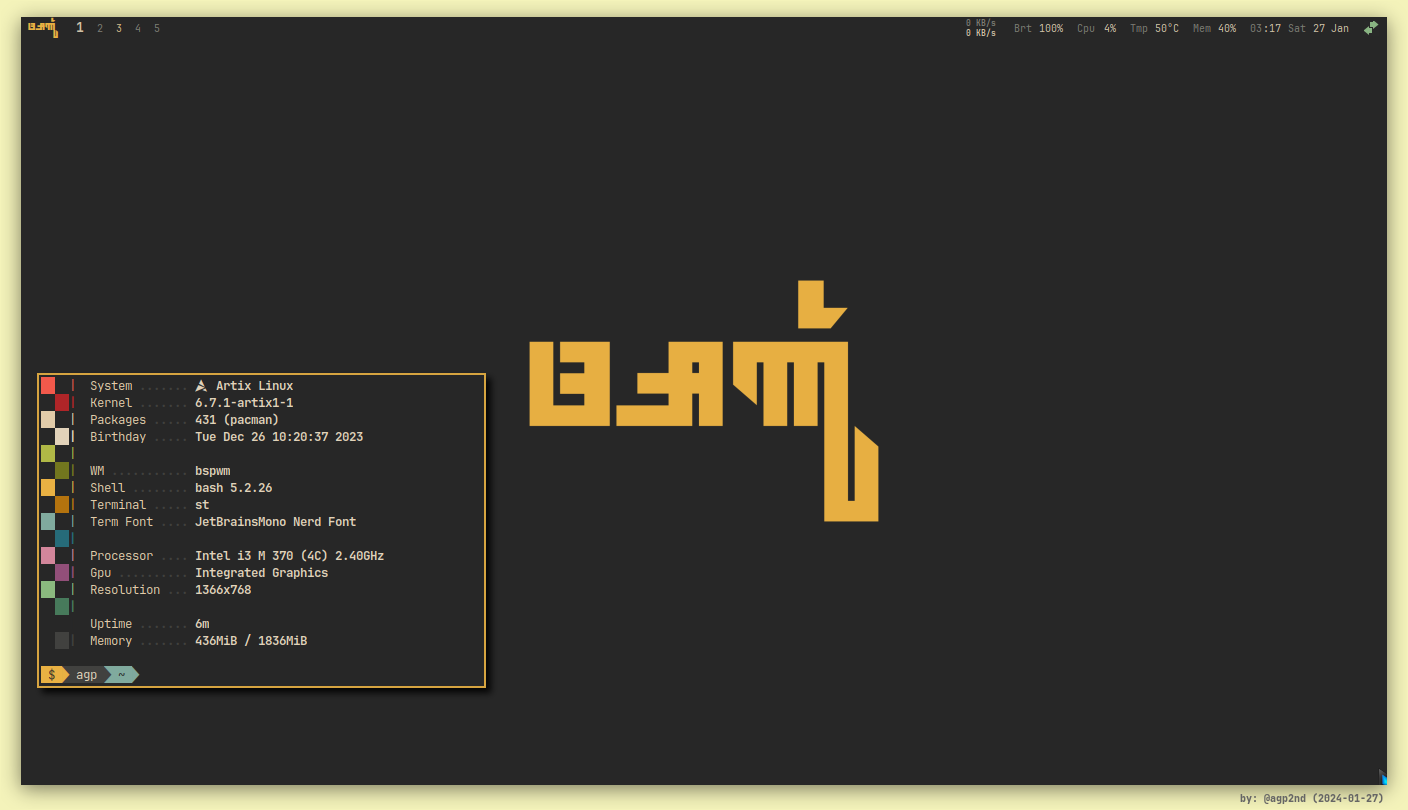 1 2 3 4 5
0 KB/s
0 KB/s
Brt 100% Cpu 4% Tmp 50°C Mem 40% 03:17 Sat 27 Jan
System ....... Artix Linux
Kernel ....... 6.7.1-artix1-1
Packages ..... 431 (pacman)
Birthday ..... Tue Dec 26 10:20:37 2023
WM ........... bspwm
Shell ........ bash 5.2.26
Terminal ..... st
Term Font .... JetBrainsMono Nerd Font
Processor .... Intel i3 M 370 (4C) 2.40GHz
Gpu .......... Integrated Graphics
Resolution ... 1366x768
Uptime ....... 6m
Memory ....... 436MiB / 1836MiB
$ agp ~
by: @agp2nd (2024-01-27)